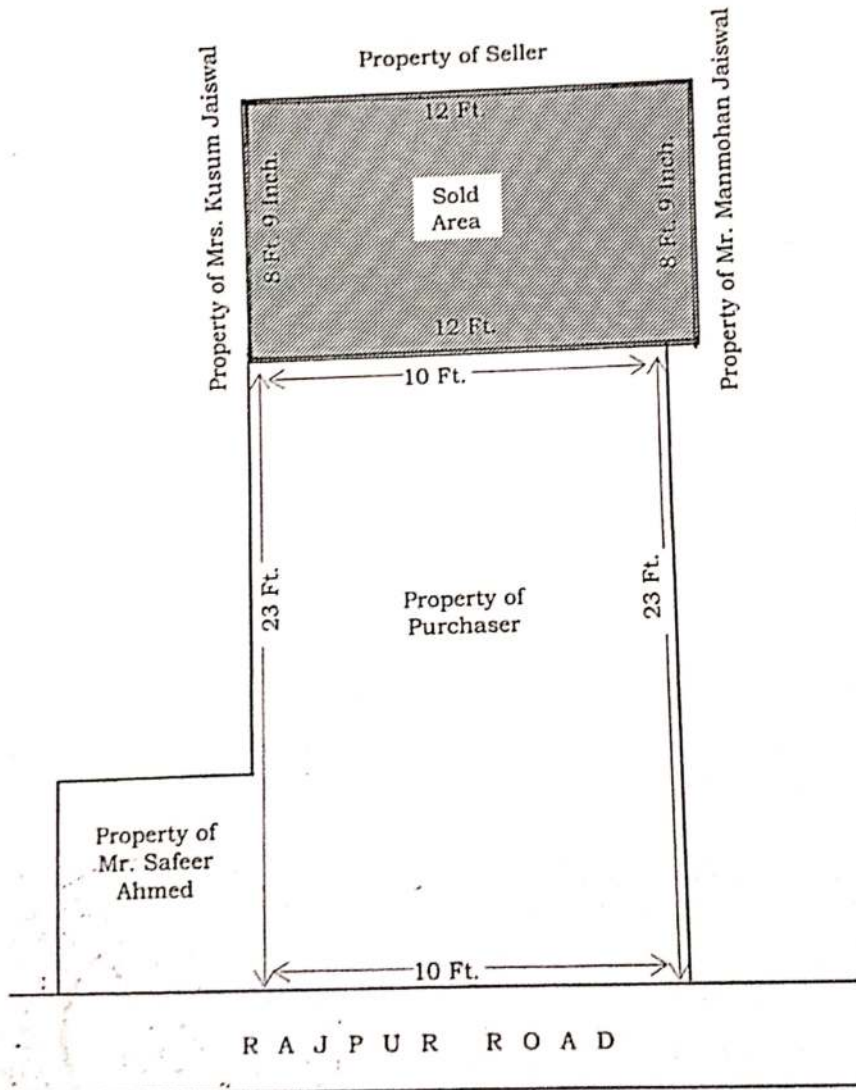 Property of Seller
Property of Mrs. Kusum Jaiswal
12 Ft.
Property of Mr. Manmohan Jaiswal
8 Ft. 9 Inch.
Sold
Area
8 Ft. 9 Inch.
12 Ft.
10 Ft.
23 Ft.
Property of
Purchaser
23 Ft.
Property of
Mr. Safeer
Ahmed
10 Ft.
RAJPUR ROAD